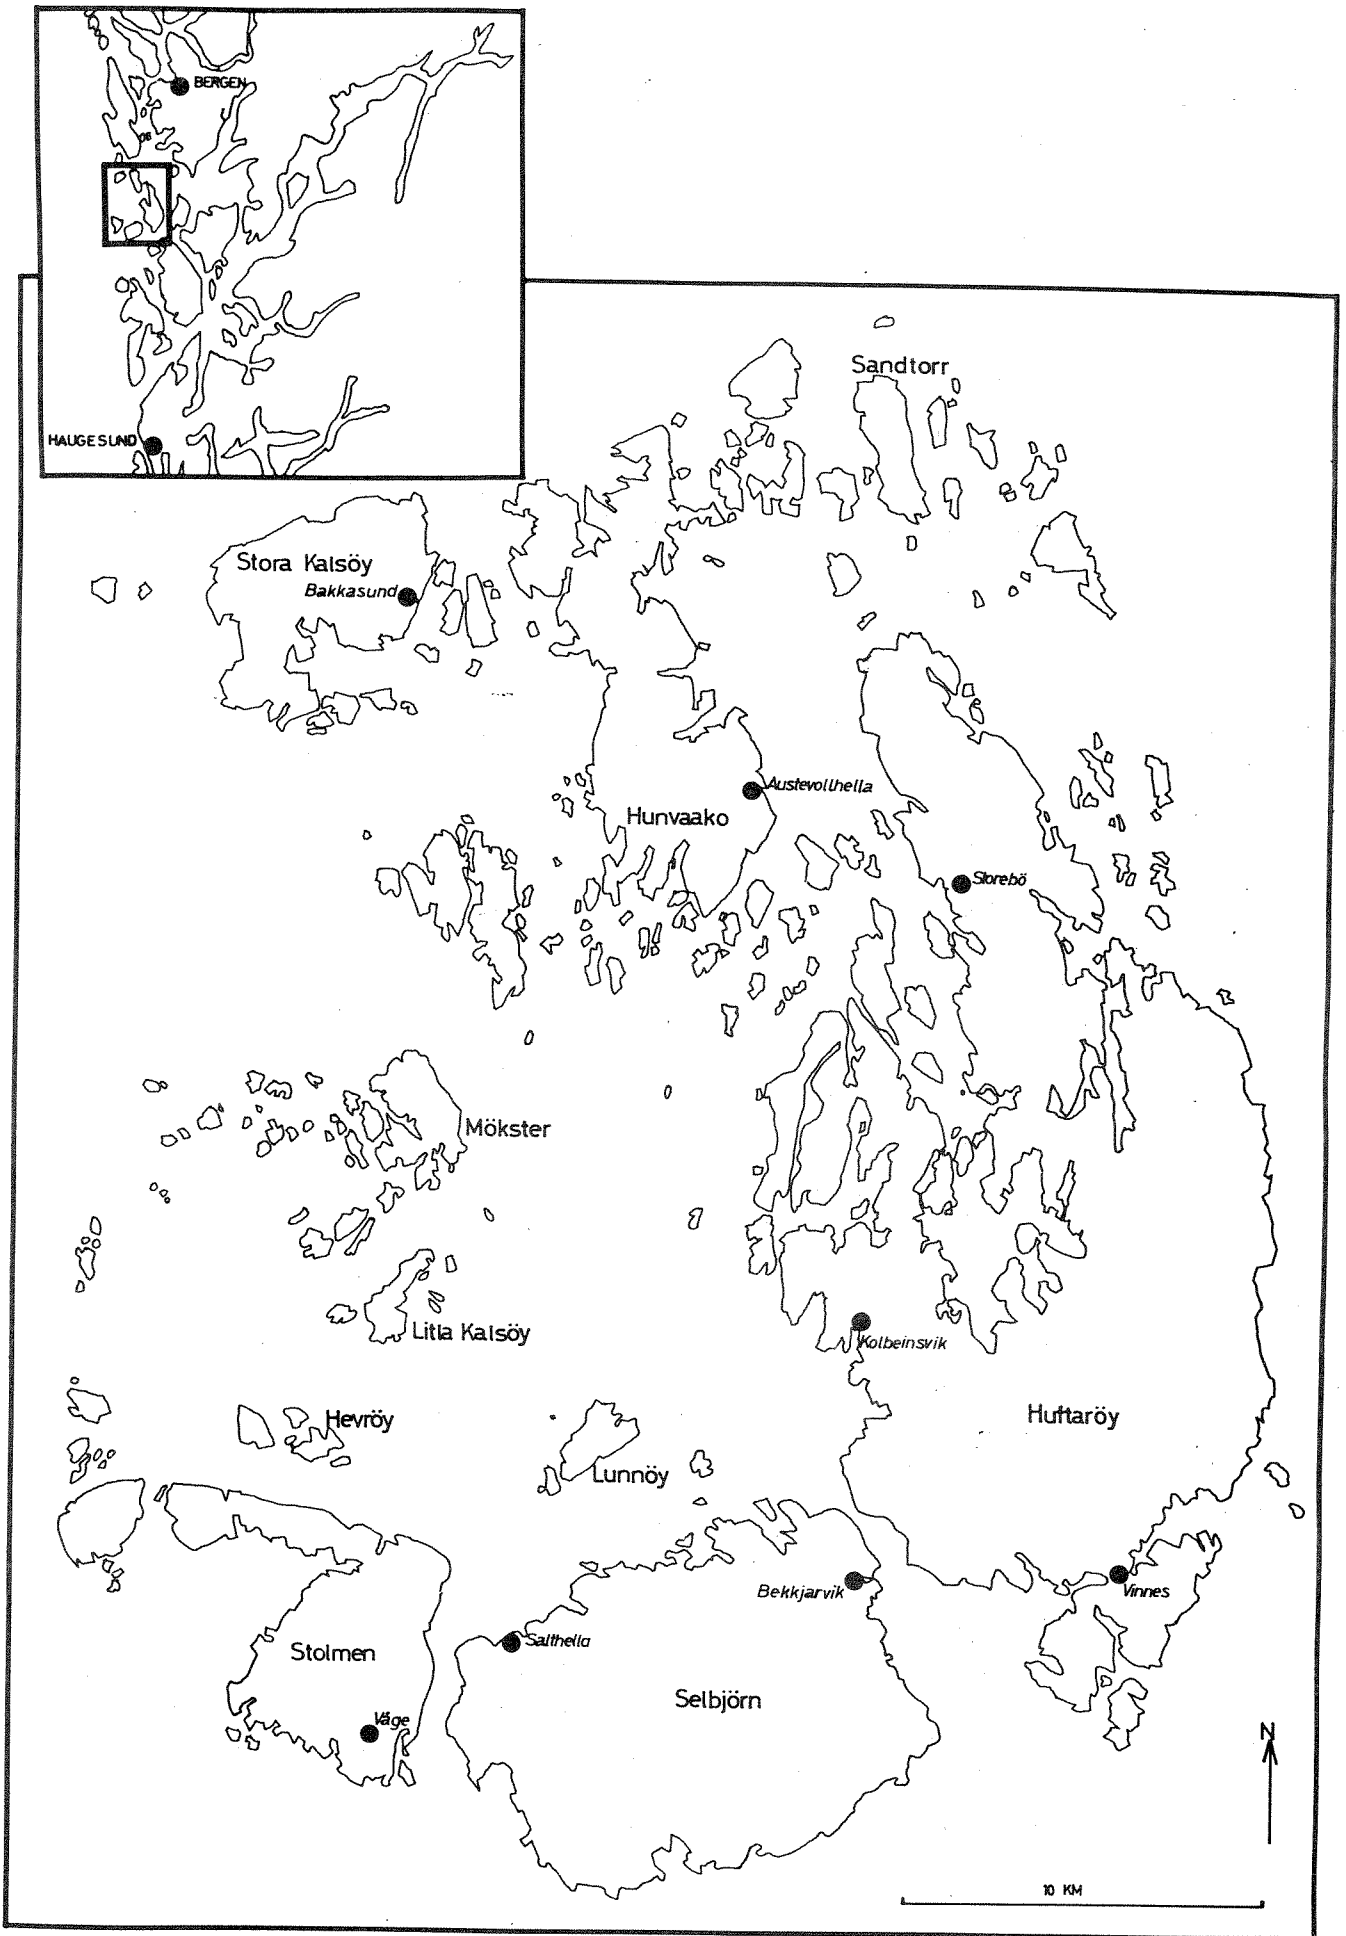 BERGEN
HAUGESUND
Sandtorr
Stora Kalsöy
Bakkasund
Austevollhella
Hunvaako
Storebö
Mökster
Litla Kalsöy
Kolbeinsvik
Hevröy
Huftaröy
Lunnöy
Bekkjarvik
Vinnes
Salthella
Stolmen
Selbjörn
Våge
N
10 KM